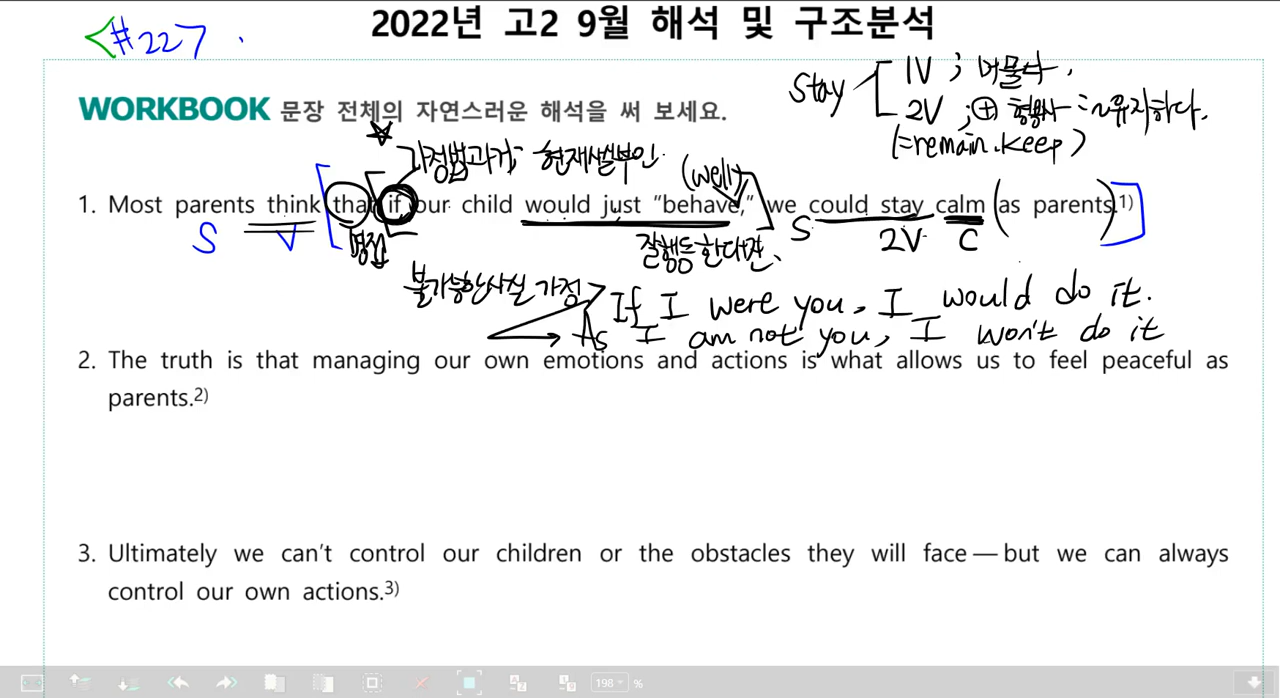 <#227 .
2022년 고2 9월 해석 및 구조분석
WORKBOOK 문장 전체의 자연스러운 해석을 써 보세요.
Stay
1V ; 머물다.
2V ; ⊕ 형용사 : ~유지하다.
(=remain.keep)
☆
가정법과거; 현재사실부인
(well)
1. Most parents think that if our child would just "behave," we could stay calm (as parents).1)
S V
명접
잘행동한다면,
S 2V C
불가능한사실 가정
If I were you, I would do it.
As I am not you, I won't do it
2. The truth is that managing our own emotions and actions is what allows us to feel peaceful as
parents.2)
3. Ultimately we can't control our children or the obstacles they will face — but we can always
control our own actions.3)
198 %